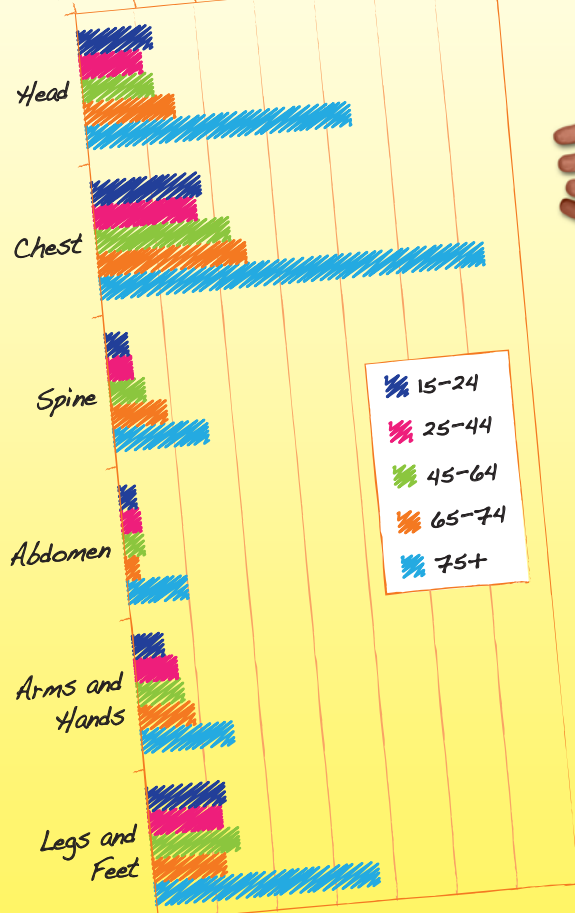 Head
Chest
Spine
Abdomen
Arms and
Hands
Legs and
Feet
15-24
25-44
45-64
65-74
75+